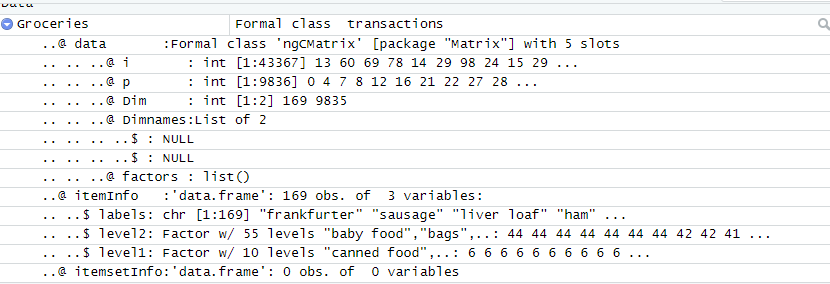 Data
Groceries Formal class transactions
..@ data :Formal class 'ngCMatrix' [package "Matrix"] with 5 slots
.. .. ..@ i : int [1:43367] 13 60 69 78 14 29 98 24 15 29 ...
.. .. ..@ p : int [1:9836] 0 4 7 8 12 16 21 22 27 28 ...
.. .. ..@ Dim : int [1:2] 169 9835
.. .. ..@ Dimnames:List of 2
.. .. .. ..$ : NULL
.. .. .. ..$ : NULL
.. .. ..@ factors : list()
..@ itemInfo :'data.frame': 169 obs. of 3 variables:
.. ..$ labels: chr [1:169] "frankfurter" "sausage" "liver loaf" "ham" ...
.. ..$ level2: Factor w/ 55 levels "baby food","bags",..: 44 44 44 44 44 44 44 42 42 41 ...
.. ..$ level1: Factor w/ 10 levels "canned food",..: 6 6 6 6 6 6 6 6 6 6 ...
..@ itemsetInfo:'data.frame': 0 obs. of 0 variables